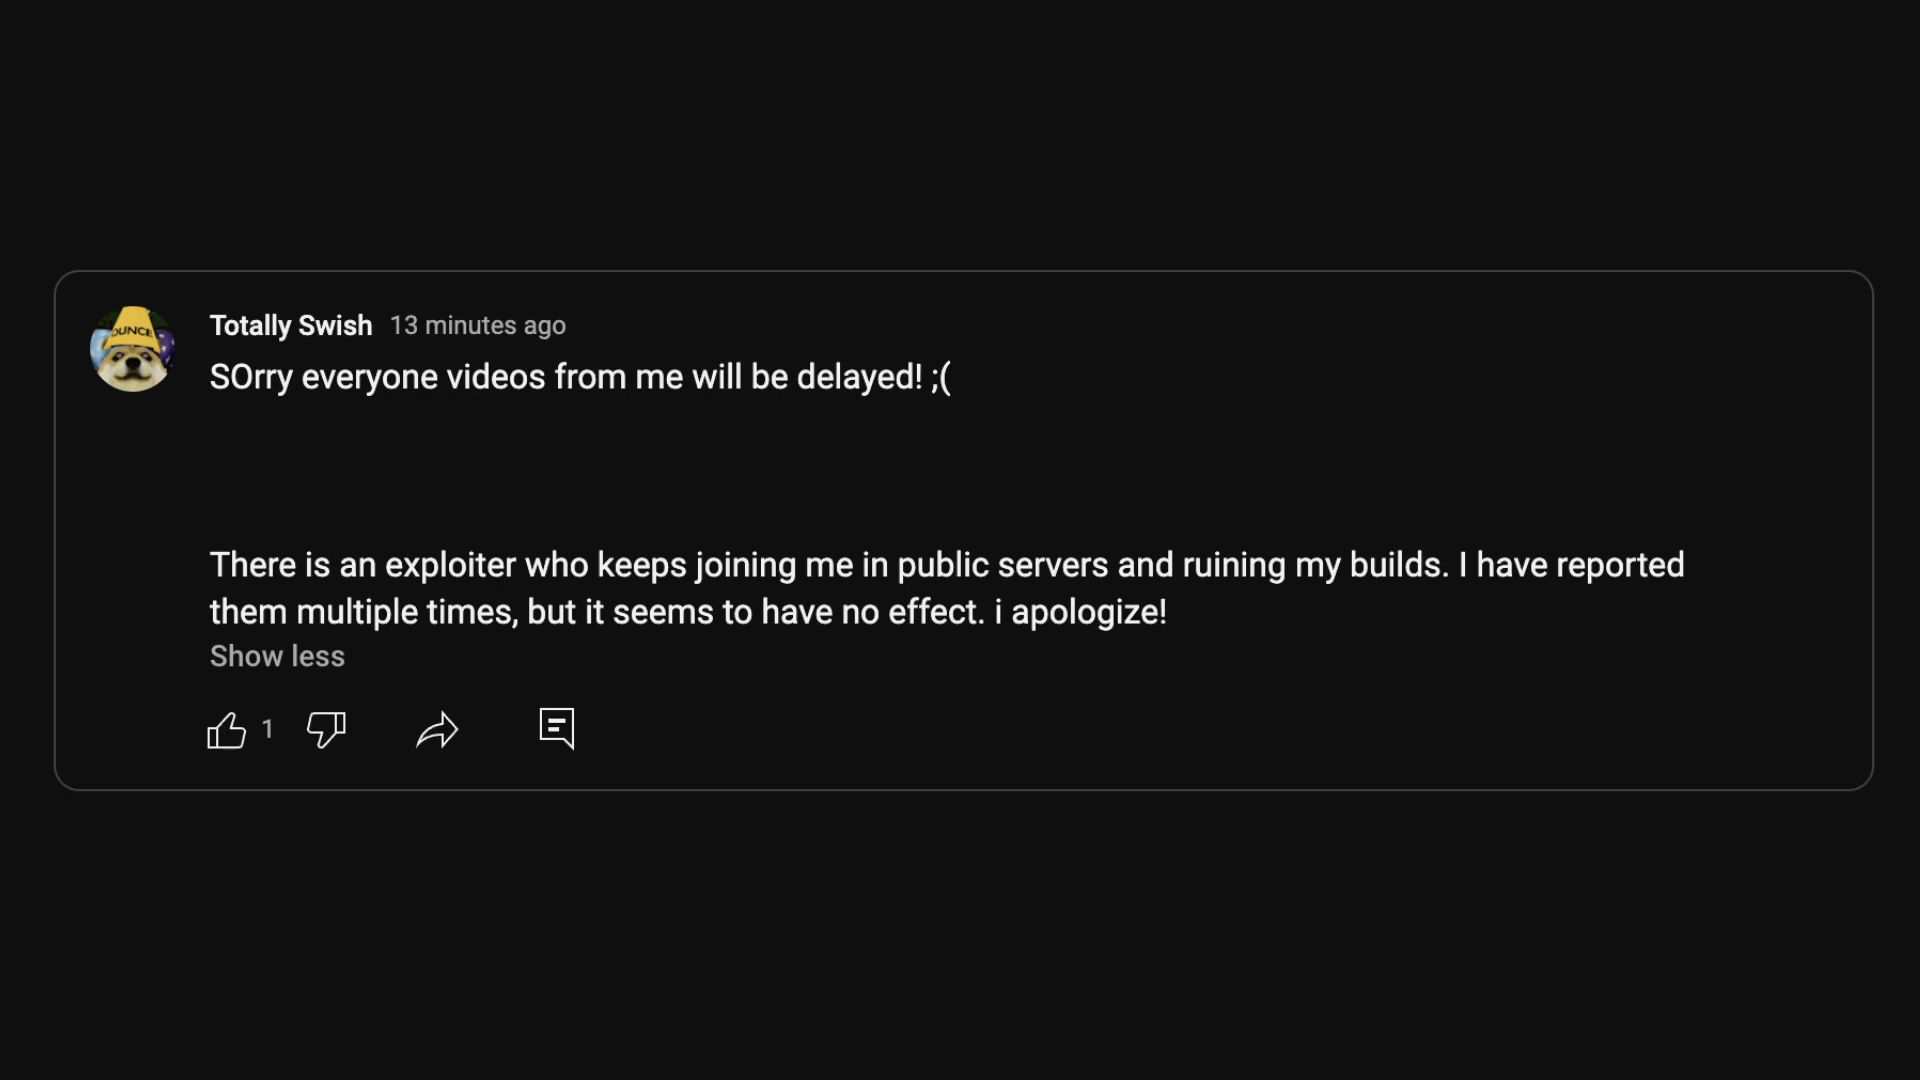 OUNCE
Totally Swish 13 minutes ago
SOrry everyone videos from me will be delayed! ;(
There is an exploiter who keeps joining me in public servers and ruining my builds. I have reported
them multiple times, but it seems to have no effect. i apologize!
Show less
1